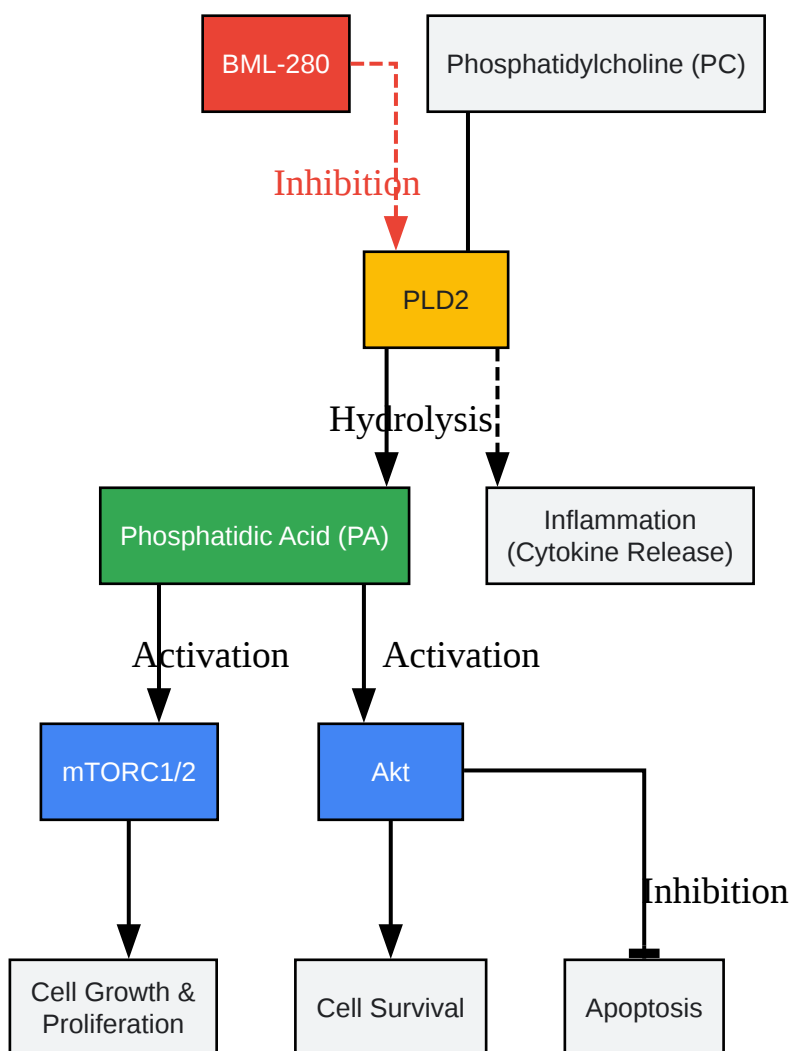 BML-280
Phosphatidylcholine (PC)
Inhibition
PLD2
Hydrolysis
Phosphatidic Acid (PA)
Inflammation
(Cytokine Release)
Activation
Activation
mTORC1/2
Akt
Inhibition
Cell Growth &
Proliferation
Cell Survival
Apoptosis